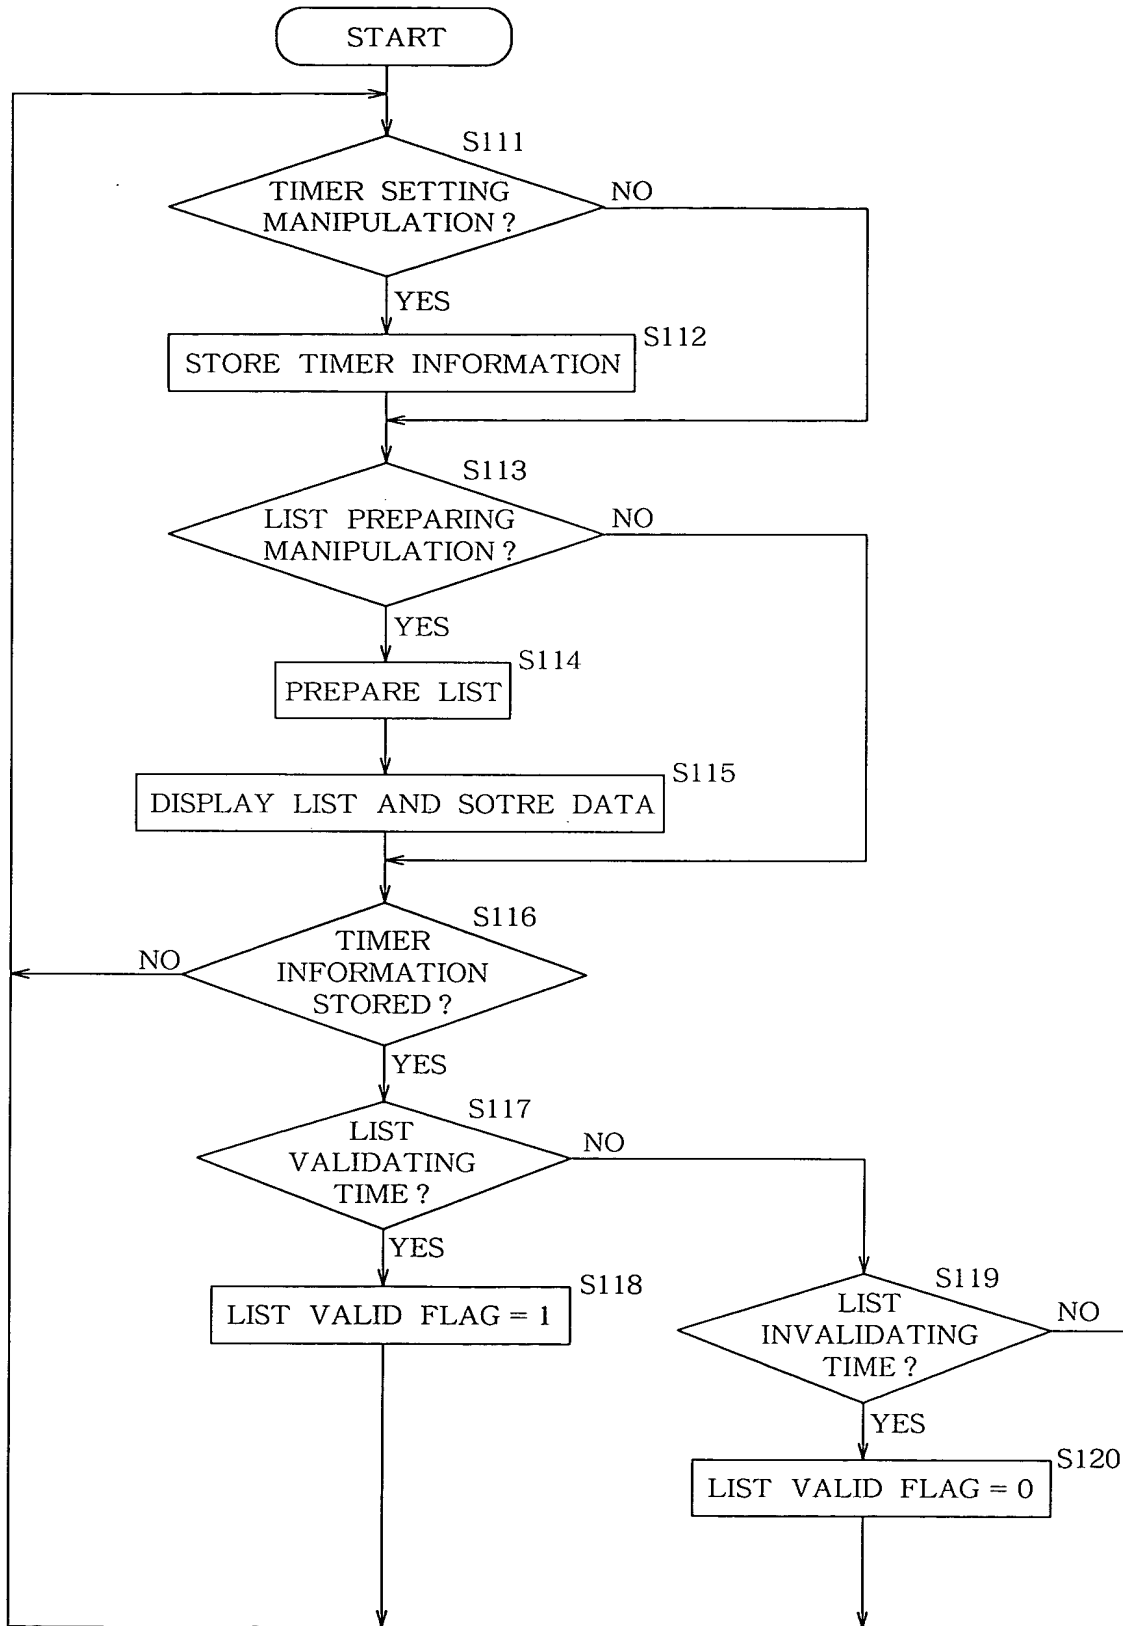 START
S111
TIMER SETTING
MANIPULATION?
NO
YES
S112
STORE TIMER INFORMATION
S113
LIST PREPARING
MANIPULATION?
NO
YES
S114
PREPARE LIST
S115
DISPLAY LIST AND SOTRE DATA
S116
TIMER
INFORMATION
STORED?
NO
YES
S117
LIST
VALIDATING
TIME?
NO
YES
S118
LIST VALID FLAG = 1
S119
LIST
INVALIDATING
TIME?
NO
YES
S120
LIST VALID FLAG = 0